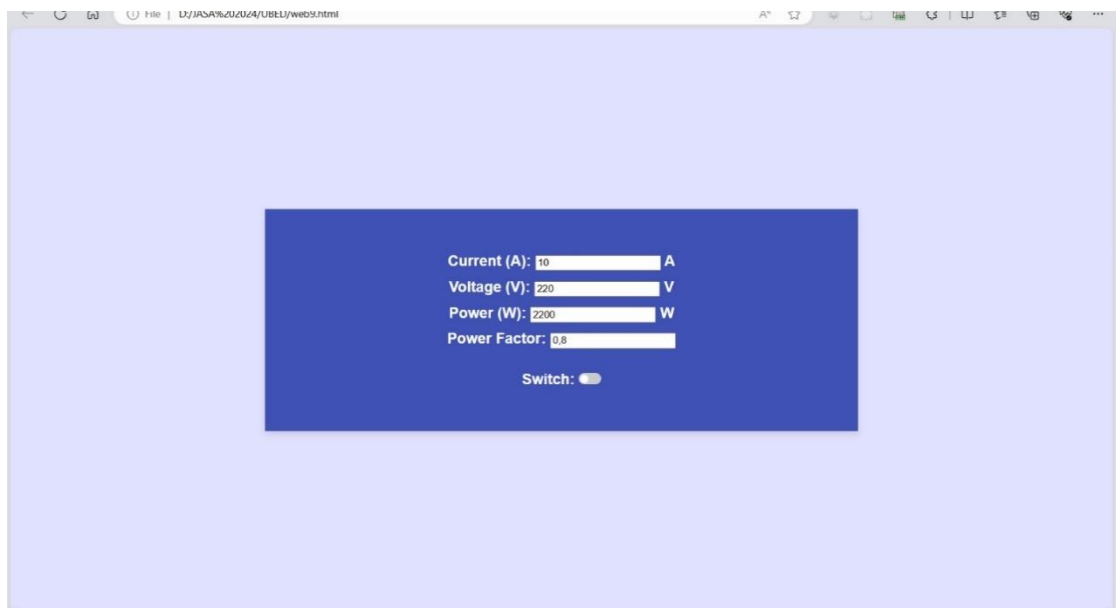 File | D:/JASA%202024/UBED/web9.html
Current (A): 10 A
Voltage (V): 220 V
Power (W): 2200 W
Power Factor: 0,8
Switch: